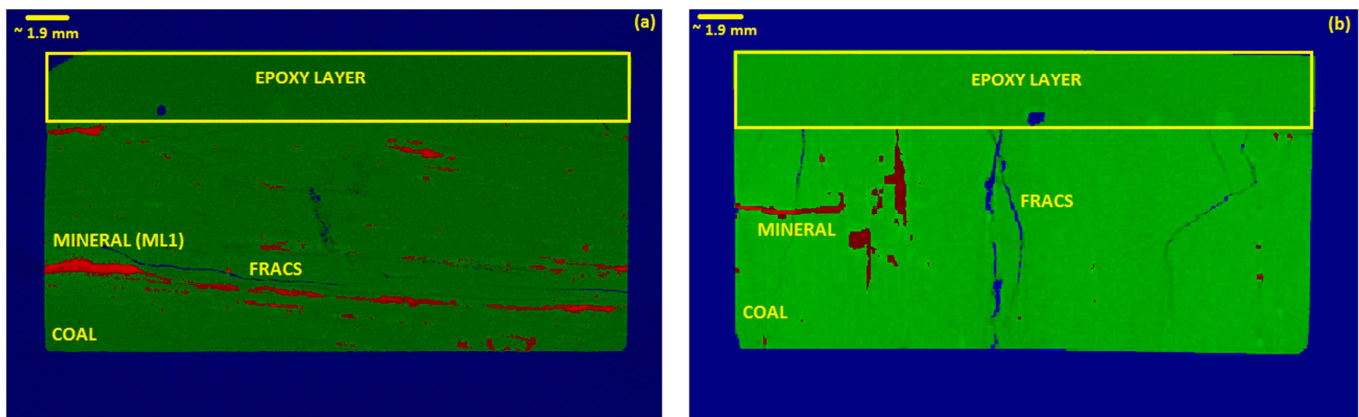 (a)
~ 1.9 mm
EPOXY LAYER
MINERAL (ML1)
FRACS
COAL
(b)
~ 1.9 mm
EPOXY LAYER
FRACS
MINERAL
COAL